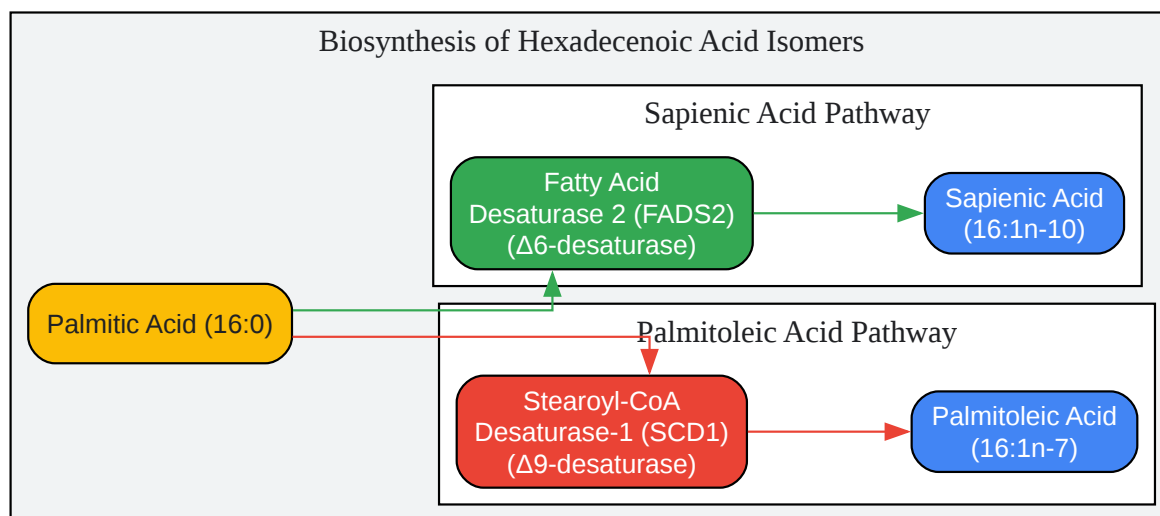 Biosynthesis of Hexadecenoic Acid Isomers
Sapienic Acid Pathway
Fatty Acid
Desaturase 2 (FADS2)
(Δ6-desaturase)
Sapienic Acid
(16:1n-10)
Palmitic Acid (16:0)
Palmitoleic Acid Pathway
Stearoyl-CoA
Desaturase-1 (SCD1)
(Δ9-desaturase)
Palmitoleic Acid
(16:1n-7)